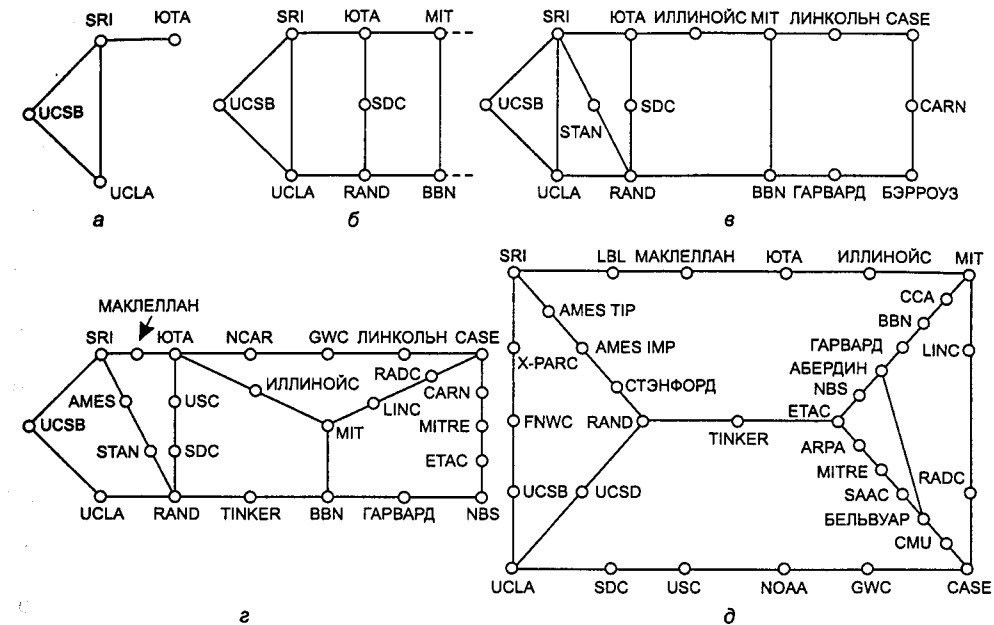 SRI ЮТА
UCSB
UCLA
а
SRI ЮТА MIT
UCSB SDC
UCLA RAND BBN
б
SRI ЮТА ИЛЛИНОЙС MIT ЛИНКОЛЬН CASE
UCSB SDC CARN
STAN
UCLA RAND BBN ГАРВАРД БЭРРОУЗ
в
МАКЛЕЛЛАН
SRI ЮТА NCAR GWC ЛИНКОЛЬН CASE
RADC
ИЛЛИНОЙС
CARN
AMES USC LINC
UCSB MIT MITRE
STAN SDC ETAC
UCLA RAND TINKER BBN ГАРВАРД NBS
г
SRI LBL МАКЛЕЛЛАН ЮТА ИЛЛИНОЙС MIT
CCA
AMES TIP
BBN
X-PARC AMES IMP ГАРВАРД LINC
АБЕРДИН
СТЭНФОРД NBS
ETAC
FNWC RAND
TINKER
ARPA
MITRE RADC
UCSB UCSD SAAC
БЕЛЬВУАР
CMU
UCLA SDC USC NOAA GWC CASE
д